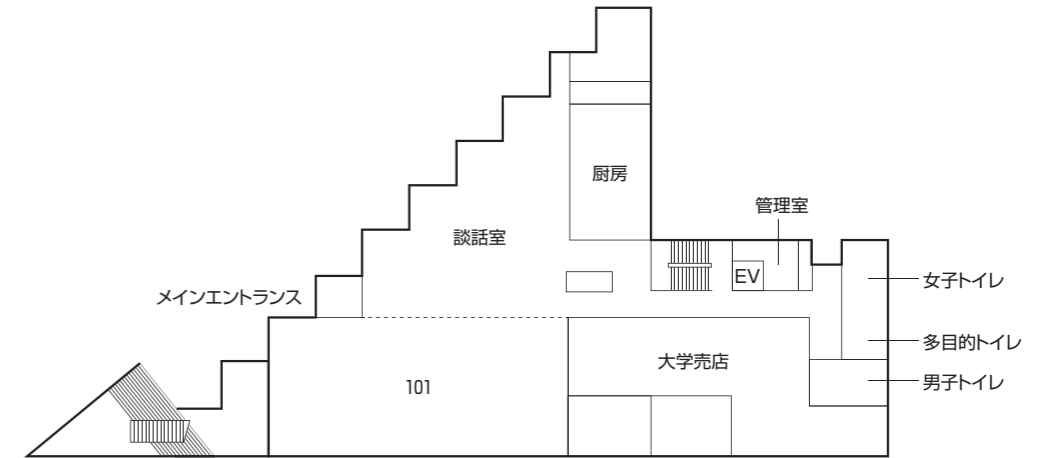 厨房
管理室
談話室
EV
女子トイレ
メインエントランス
多目的トイレ
大学売店
男子トイレ
101